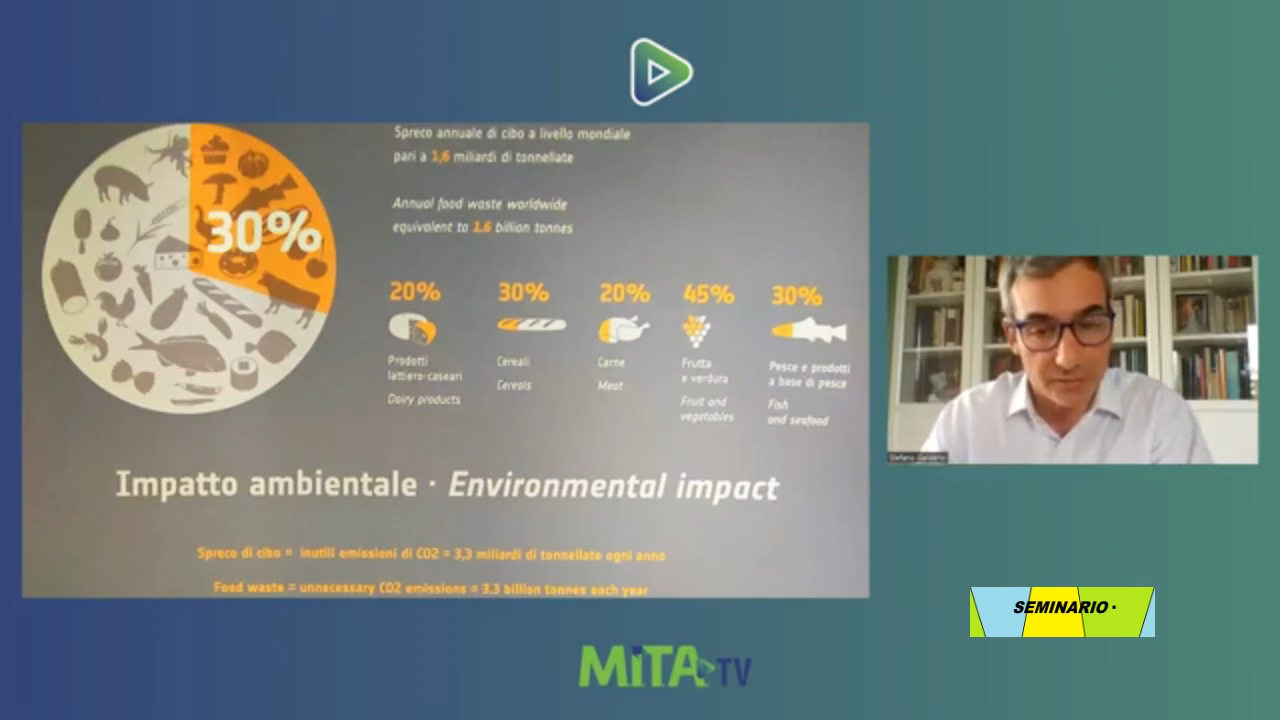 Spreco annuale di cibo a livello mondiale
pari a 1,6 miliardi di tonnellate
Annual food waste worldwide
equivalent to 1.6 billion tonnes
30%
20%
30%
20%
45%
30%
Prodotti
lattiero-caseari
Dairy products
Cereali
Cereals
Carne
Meat
Frutta
e verdura
Fruit and
vegetables
Pesce e prodotti
a base di pesce
Fish
and seafood
Impatto ambientale · Environmental impact
Spreco di cibo = inutili emissioni di CO2 = 3,3 miliardi di tonnellate ogni anno
Food waste = unnecessary CO2 emissions = 3.3 billion tonnes each year
Stefano
SEMINARIO ·
MiTA TV